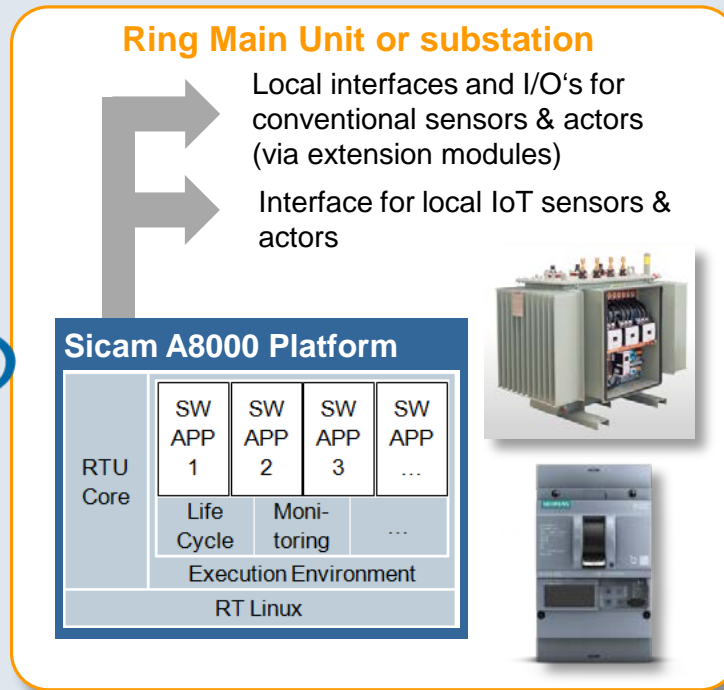 Ring Main Unit or substation
Local interfaces and I/O‘s for
conventional sensors & actors
(via extension modules)
Interface for local IoT sensors &
actors
Sicam A8000 Platform
RTU
Core
SW
APP
1
SW
APP
2
SW
APP
3
SW
APP
...
Life
Cycle
Moni-
toring
...
Execution Environment
RT Linux
SIEMENS